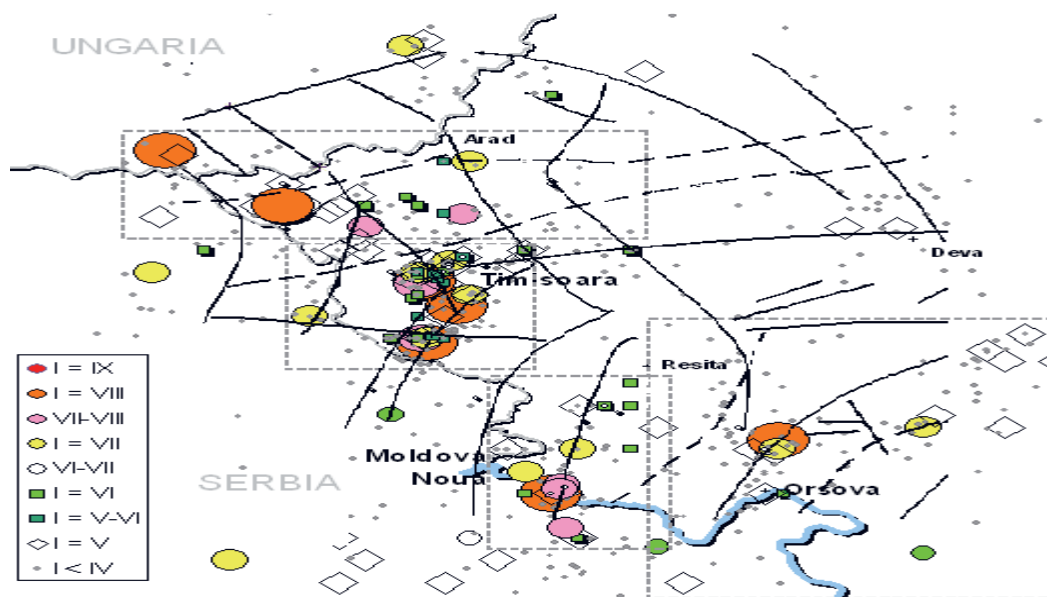 UNGARIA
Arad
Deva
Timisoara
Resita
Moldova
Noua
Orsova
SERBIA
I = IX
I = VIII
VII-VIII
I = VII
VI-VII
I = VI
I = V-VI
I = V
I < IV